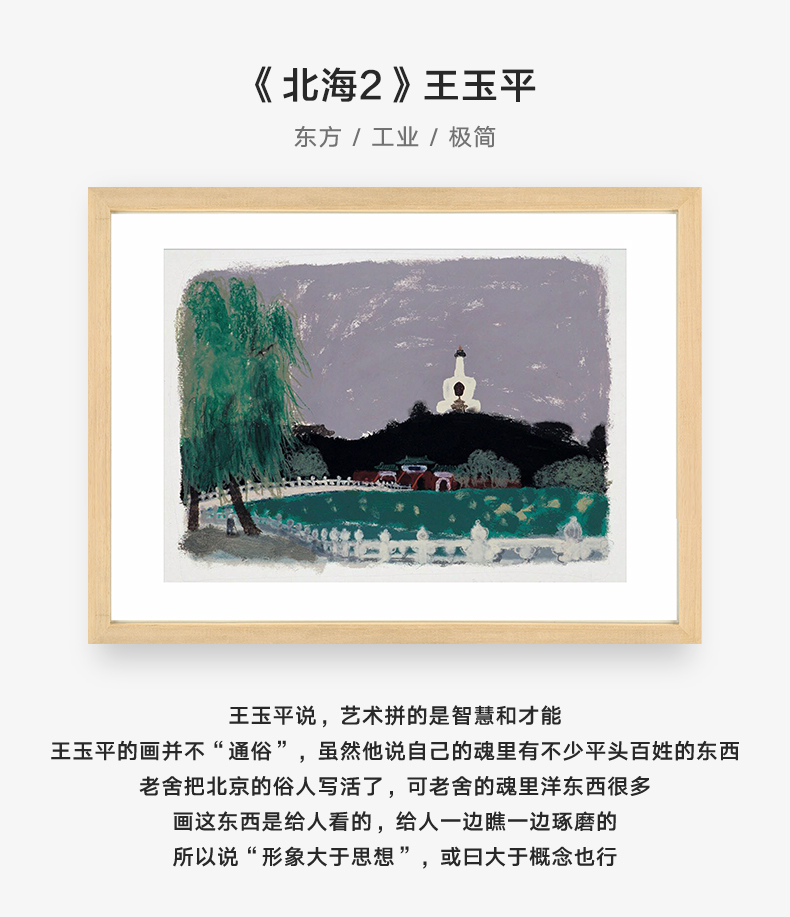 《北海2》王玉平
东方 / 工业 / 极简
王玉平说，艺术拼的是智慧和才能
王玉平的画并不“通俗”，虽然他说自己的魂里有不少平头百姓的东西
老舍把北京的俗人写活了，可老舍的魂里洋东西很多
画这东西是给人看的，给人一边瞧一边琢磨的
所以说“形象大于思想”，或曰大于概念也行